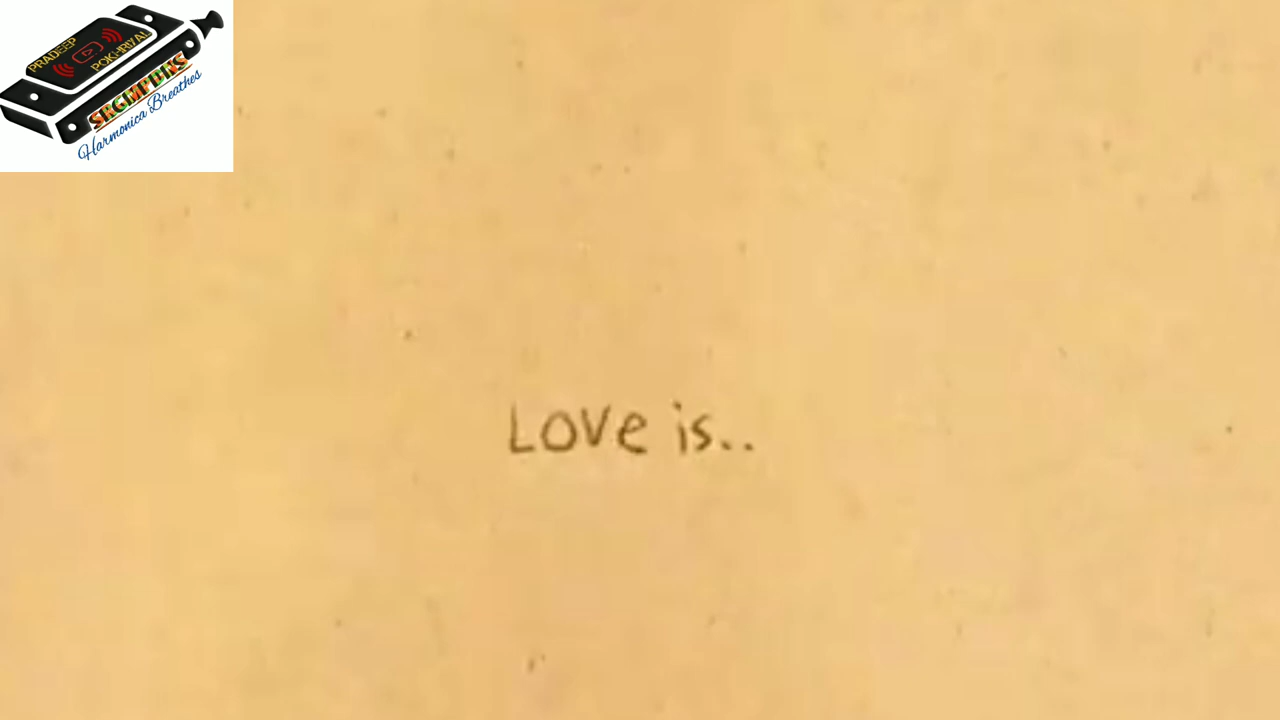 PRADEEP
POKHRIYAL
SRGMPDNS
Harmonica Breathes
Love is..